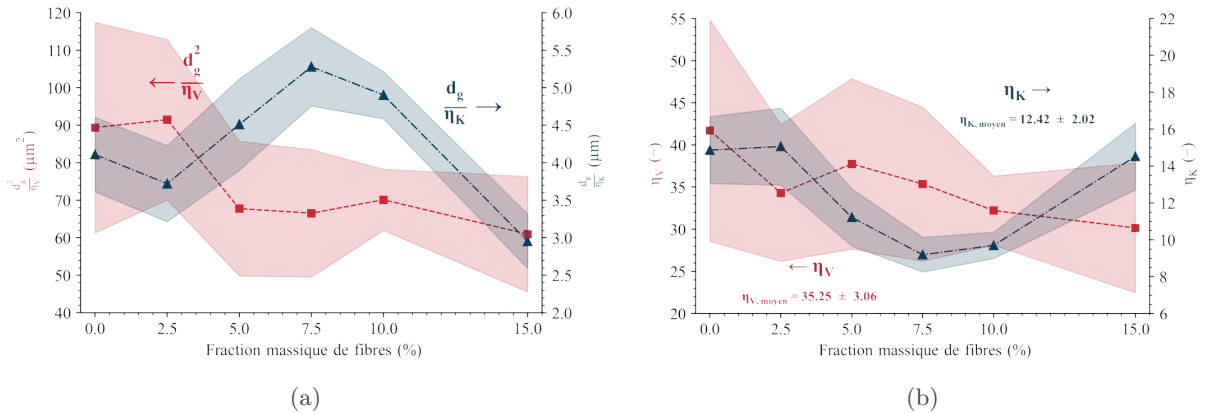 120
110
100
90
80
70
60
50
40
d_g^2/η_V (μm²)
← d_g^2/η_V
d_g/η_K →
6.0
5.5
5.0
4.5
4.0
3.5
3.0
2.5
2.0
d_g/η_K (μm)
0.0 2.5 5.0 7.5 10.0 15.0
Fraction massique de fibres (%)
(a)
55
50
45
40
35
30
25
20
η_V (−)
η_K →
η_K, moyen = 12.42 ± 2.02
← η_V
η_V, moyen = 35.25 ± 3.06
22
20
18
16
14
12
10
8
6
η_K (−)
0.0 2.5 5.0 7.5 10.0 15.0
Fraction massique de fibres (%)
(b)